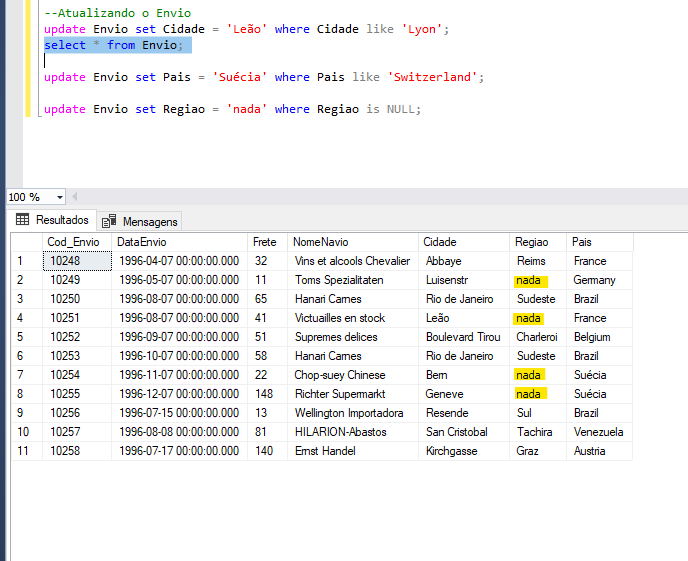 --Atualizando o Envio
update Envio set Cidade = 'Leão' where Cidade like 'Lyon';
select * from Envio;
update Envio set Pais = 'Suécia' where Pais like 'Switzerland';
update Envio set Regiao = 'nada' where Regiao is NULL;
100 %
Resultados Mensagens
Cod_Envio DataEnvio Frete NomeNavio Cidade Regiao Pais
1 10248 1996-04-07 00:00:00.000 32 Vins et alcools Chevalier Abbaye Reims France
2 10249 1996-05-07 00:00:00.000 11 Toms Spezialitaten Luisenstr nada Germany
3 10250 1996-08-07 00:00:00.000 65 Hanari Carnes Rio de Janeiro Sudeste Brazil
4 10251 1996-08-07 00:00:00.000 41 Victuailles en stock Leão nada France
5 10252 1996-09-07 00:00:00.000 51 Supremes delices Boulevard Tirou Charleroi Belgium
6 10253 1996-10-07 00:00:00.000 58 Hanari Carnes Rio de Janeiro Sudeste Brazil
7 10254 1996-11-07 00:00:00.000 22 Chop-suey Chinese Bern nada Suécia
8 10255 1996-12-07 00:00:00.000 148 Richter Supermarkt Geneve nada Suécia
9 10256 1996-07-15 00:00:00.000 13 Wellington Importadora Resende Sul Brazil
10 10257 1996-08-08 00:00:00.000 81 HILARION-Abastos San Cristobal Tachira Venezuela
11 10258 1996-07-17 00:00:00.000 140 Ernst Handel Kirchgasse Graz Austria